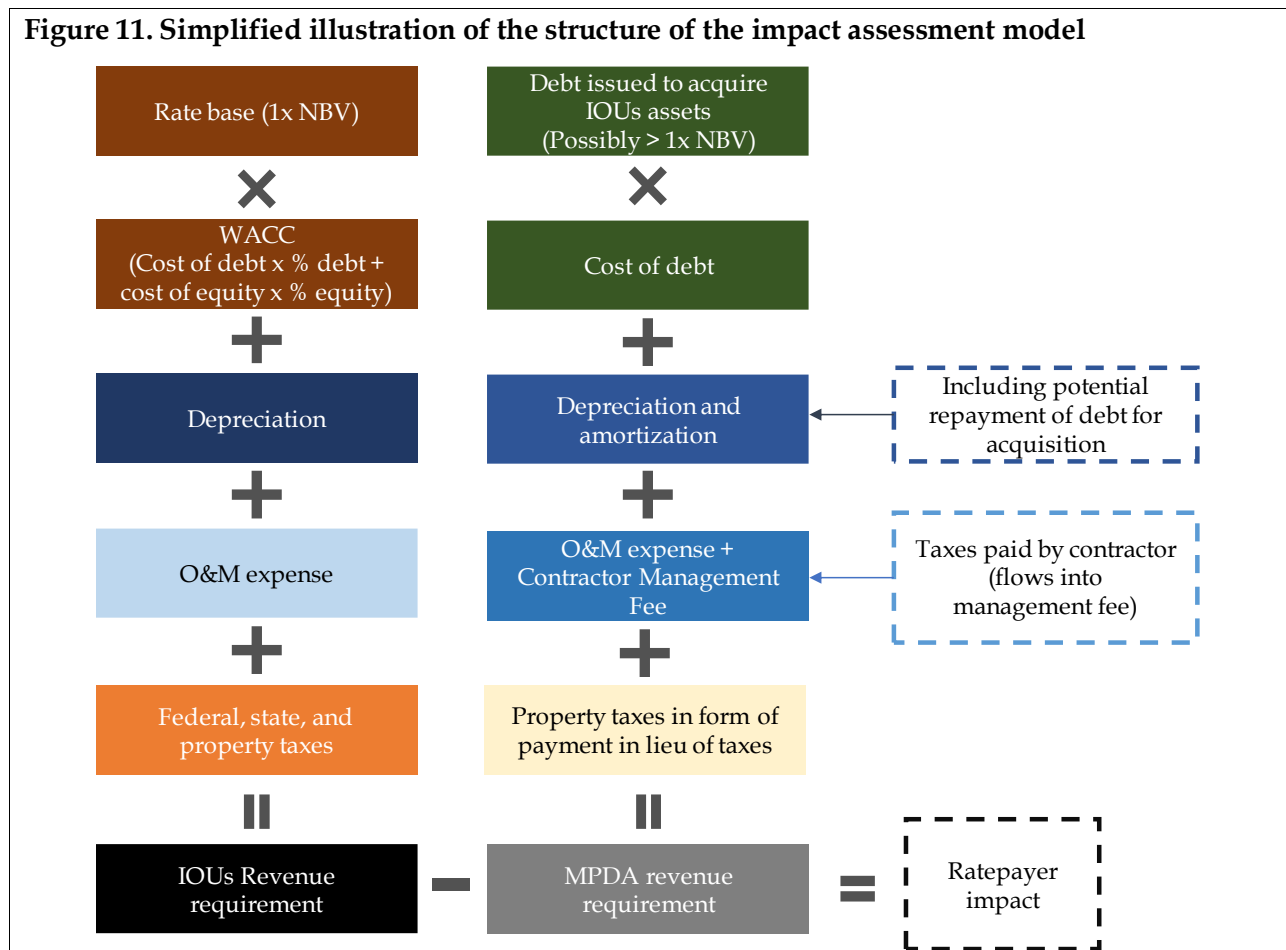 Figure 11. Simplified illustration of the structure of the impact assessment model
Rate base (1x NBV)
Debt issued to acquire
IOUs assets
(Possibly > 1x NBV)
×
×
WACC
(Cost of debt x % debt +
cost of equity x % equity)
Cost of debt
+
+
Depreciation
Depreciation and
amortization
Including potential
repayment of debt for
acquisition
+
+
O&M expense
O&M expense +
Contractor Management
Fee
Taxes paid by contractor
(flows into
management fee)
+
+
Federal, state, and
property taxes
Property taxes in form of
payment in lieu of taxes
=
=
IOUs Revenue
requirement
−
MPDA revenue
requirement
=
Ratepayer
impact